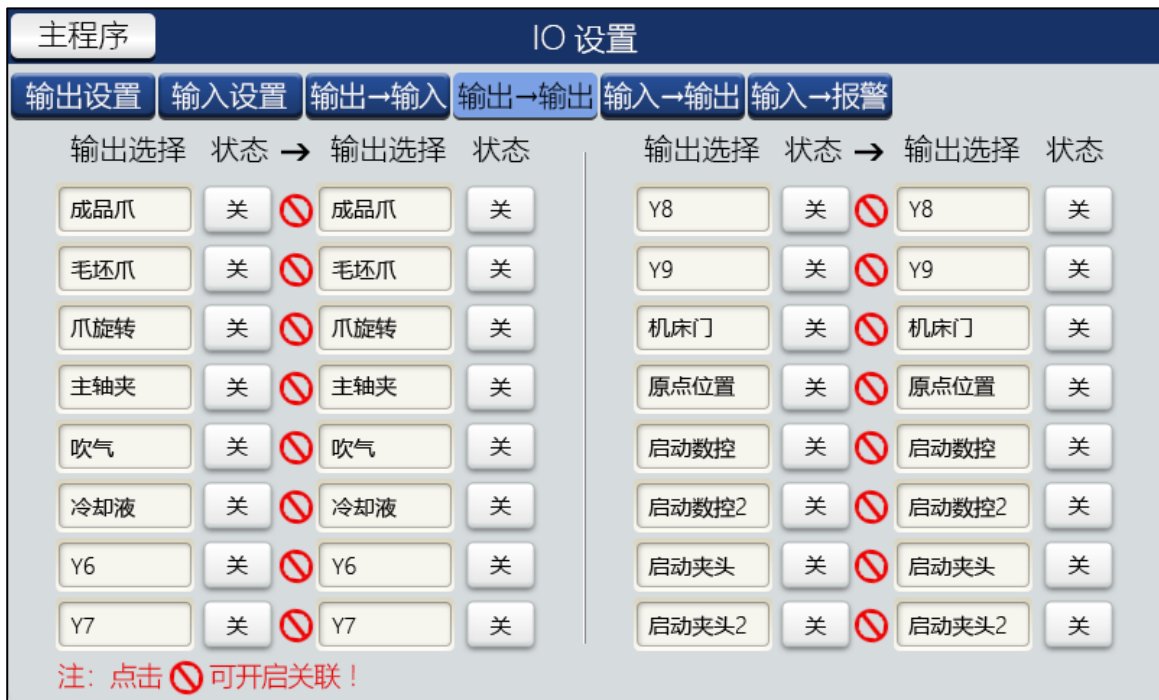 主程序 IO 设置
输出设置 输入设置 输出→输入 输出→输出 输入→输出 输入→报警
输出选择 状态 → 输出选择 状态 输出选择 状态 → 输出选择 状态
成品爪 关 成品爪 关 Y8 关 Y8 关
毛坯爪 关 毛坯爪 关 Y9 关 Y9 关
爪旋转 关 爪旋转 关 机床门 关 机床门 关
主轴夹 关 主轴夹 关 原点位置 关 原点位置 关
吹气 关 吹气 关 启动数控 关 启动数控 关
冷却液 关 冷却液 关 启动数控2 关 启动数控2 关
Y6 关 Y6 关 启动夹头 关 启动夹头 关
Y7 关 Y7 关 启动夹头2 关 启动夹头2 关
注：点击 可开启关联！